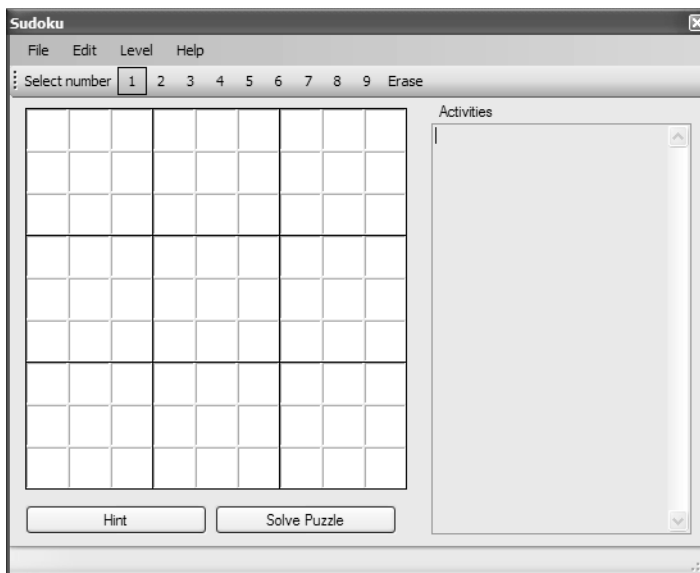 Sudoku
File Edit Level Help
Select number 1 2 3 4 5 6 7 8 9 Erase
Activities
Hint Solve Puzzle